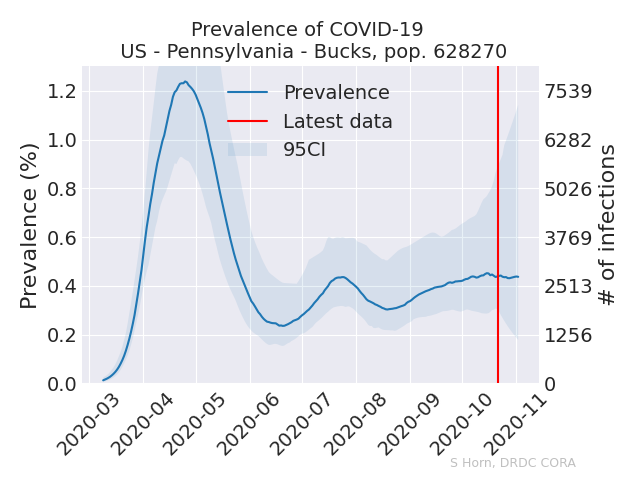 Prevalence of COVID-19
US - Pennsylvania - Bucks, pop. 628270
Prevalence
Latest data
95CI
Prevalence (%)
1.2
1.0
0.8
0.6
0.4
0.2
0.0
7539
6282
5026
3769
2513
1256
0
# of infections
2020-03
2020-04
2020-05
2020-06
2020-07
2020-08
2020-09
2020-10
2020-11
S Horn, DRDC CORA